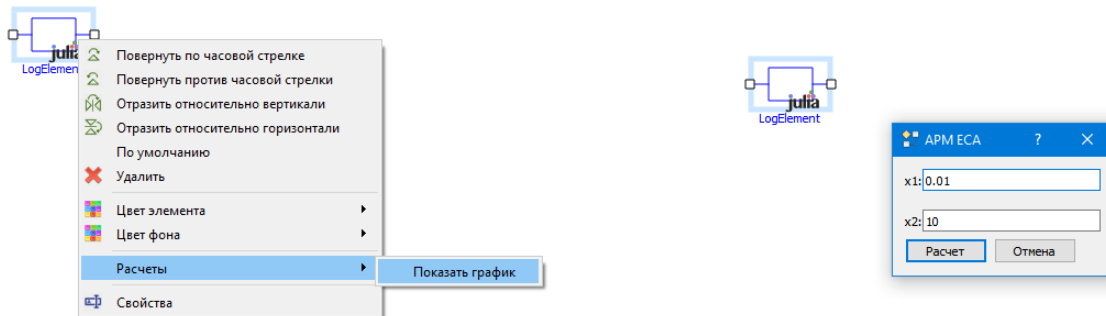 julia
LogElement
Повернуть по часовой стрелке
Повернуть против часовой стрелки
Отразить относительно вертикали
Отразить относительно горизонтали
По умолчанию
Удалить
Цвет элемента
Цвет фона
Расчеты
Показать график
Свойства
julia
LogElement
APM ECA ?
x1: 0.01
x2: 10
Расчет Отмена